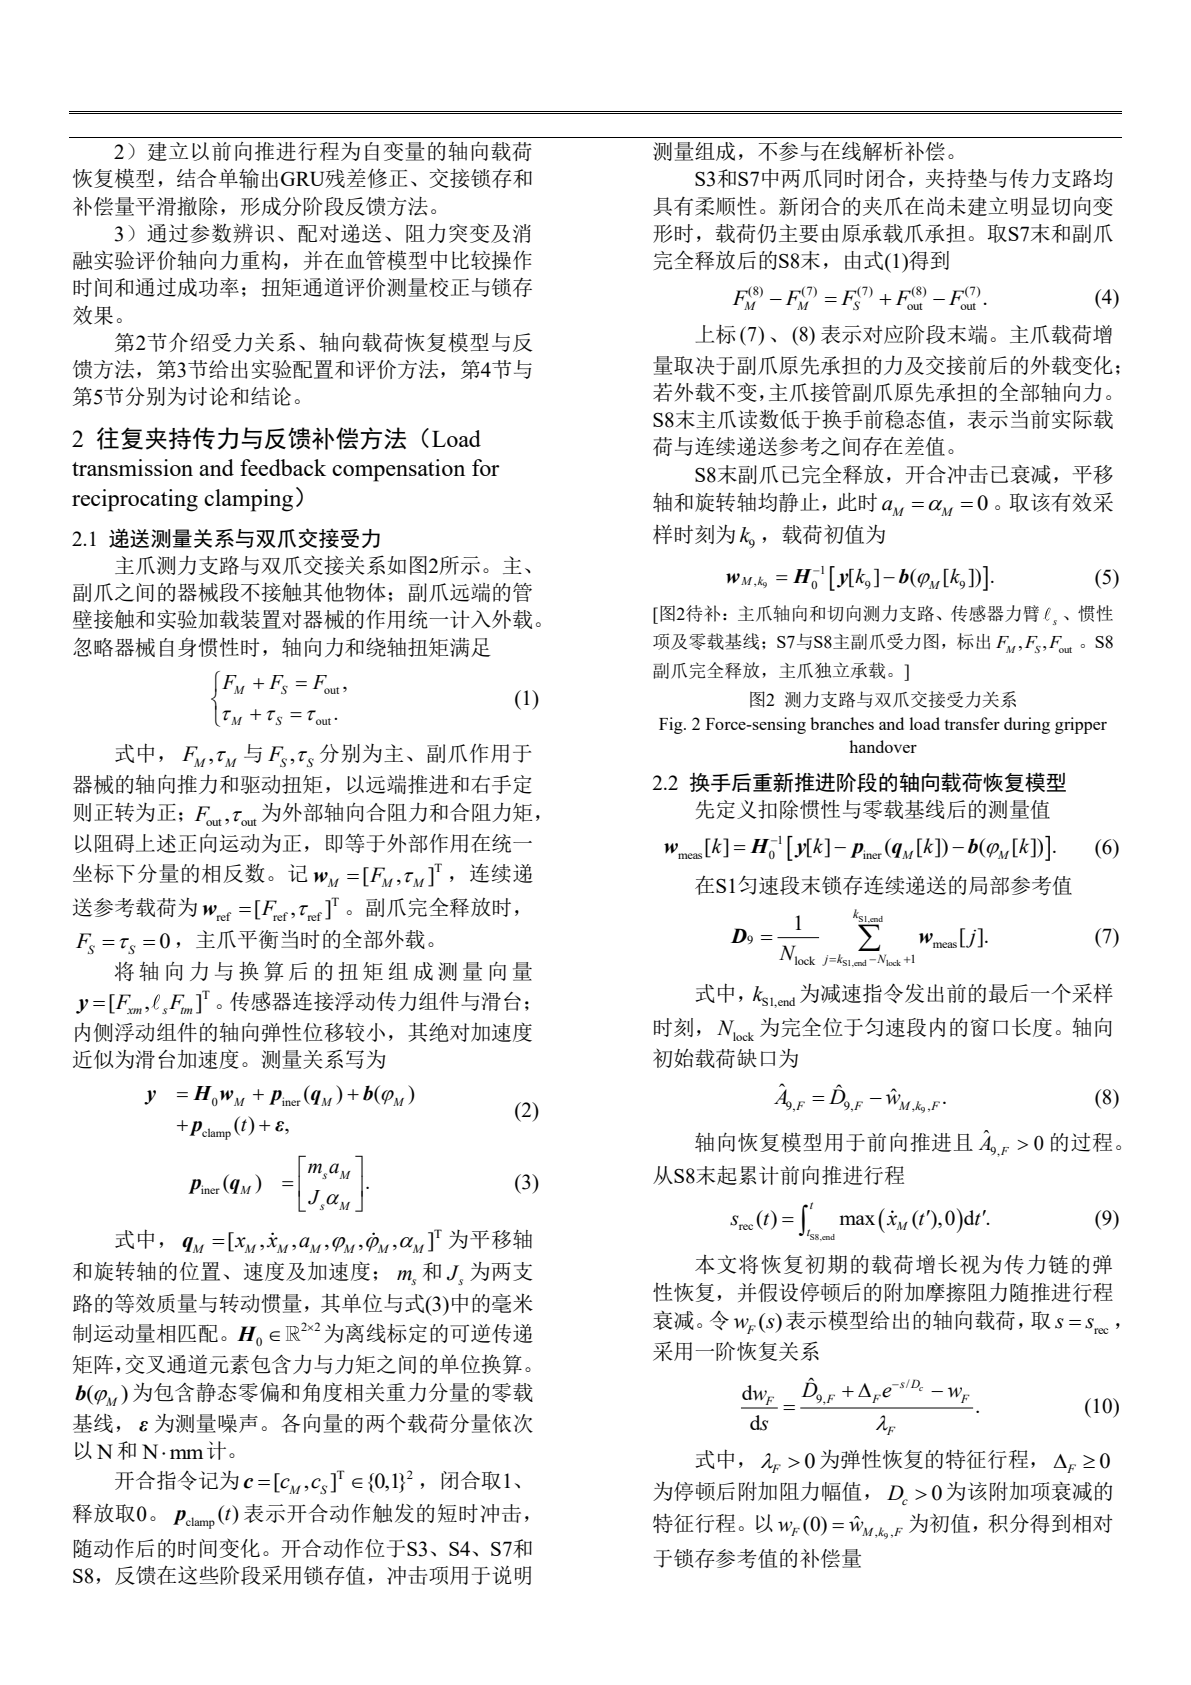 2）建立以前向推进行程为自变量的轴向载荷
恢复模型，结合单输出GRU残差修正、交接锁存和
补偿量平滑撤除，形成分阶段反馈方法。
3）通过参数辨识、配对递送、阻力突变及消
融实验评价轴向力重构，并在血管模型中比较操作
时间和通过成功率；扭矩通道评价测量校正与锁存
效果。
第2节介绍受力关系、轴向载荷恢复模型与反
馈方法，第3节给出实验配置和评价方法，第4节与
第5节分别为讨论和结论。
2 往复夹持传力与反馈补偿方法（Load
transmission and feedback compensation for
reciprocating clamping）
2.1 递送测量关系与双爪交接受力
主爪测力支路与双爪交接关系如图2所示。主、
副爪之间的器械段不接触其他物体；副爪远端的管
壁接触和实验加载装置对器械的作用统一计入外载。
忽略器械自身惯性时，轴向力和绕轴扭矩满足
{F_M + F_S = F_out,
τ_M + τ_S = τ_out. (1)
式中，F_M,τ_M 与 F_S,τ_S 分别为主、副爪作用于
器械的轴向推力和驱动扭矩，以远端推进和右手定
则正转为正；F_out,τ_out 为外部轴向合阻力和合阻力矩，
以阻碍上述正向运动为正，即等于外部作用在统一
坐标下分量的相反数。记 w_M =[F_M,τ_M]^T，连续递
送参考载荷为 w_ref =[F_ref,τ_ref]^T。副爪完全释放时，
F_S = τ_S = 0，主爪平衡当时的全部外载。
将轴向力与换算后的扭矩组成测量向量
y=[F_xm,ℓ_s F_tm]^T。传感器连接浮动传力组件与滑台；
内侧浮动组件的轴向弹性位移较小，其绝对加速度
近似为滑台加速度。测量关系写为
y = H_0 w_M + p_iner(q_M) + b(φ_M)
+p_clamp(t) + ε, (2)
p_iner(q_M) = [m_s a_M
J_s α_M]. (3)
式中，q_M =[x_M,ẋ_M,a_M,φ_M,φ̇_M,α_M]^T 为平移轴
和旋转轴的位置、速度及加速度；m_s 和 J_s 为两支
路的等效质量与转动惯量，其单位与式(3)中的毫米
制运动量相匹配。H_0 ∈ ℝ^{2×2} 为离线标定的可逆传递
矩阵，交叉通道元素包含力与力矩之间的单位换算。
b(φ_M) 为包含静态零偏和角度相关重力分量的零载
基线，ε 为测量噪声。各向量的两个载荷分量依次
以 N 和 N·mm 计。
开合指令记为 c=[c_M,c_S]^T ∈{0,1}^2，闭合取1、
释放取0。p_clamp(t) 表示开合动作触发的短时冲击，
随动作后的时间变化。开合动作位于S3、S4、S7和
S8，反馈在这些阶段采用锁存值，冲击项用于说明
测量组成，不参与在线解析补偿。
S3和S7中两爪同时闭合，夹持垫与传力支路均
具有柔顺性。新闭合的夹爪在尚未建立明显切向变
形时，载荷仍主要由原承载爪承担。取S7末和副爪
完全释放后的S8末，由式(1)得到
F_M^(8) − F_M^(7) = F_S^(7) + F_out^(8) − F_out^(7). (4)
上标(7)、(8) 表示对应阶段末端。主爪载荷增
量取决于副爪原先承担的力及交接前后的外载变化；
若外载不变，主爪接管副爪原先承担的全部轴向力。
S8末主爪读数低于换手前稳态值，表示当前实际载
荷与连续递送参考之间存在差值。
S8末副爪已完全释放，开合冲击已衰减，平移
轴和旋转轴均静止，此时 a_M = α_M = 0。取该有效采
样时刻为 k_9，载荷初值为
ŵ_{M,k_9} = H_0^{-1}[y[k_9]−b(φ_M[k_9])]. (5)
[图2待补：主爪轴向和切向测力支路、传感器力臂 ℓ_s、惯性
项及零载基线；S7与S8主副爪受力图，标出 F_M,F_S,F_out。S8
副爪完全释放，主爪独立承载。]
图2 测力支路与双爪交接受力关系
Fig. 2 Force-sensing branches and load transfer during gripper
handover
2.2 换手后重新推进阶段的轴向载荷恢复模型
先定义扣除惯性与零载基线后的测量值
w_meas[k] = H_0^{-1}[y[k] − p_iner(q_M[k]) − b(φ_M[k])]. (6)
在S1匀速段末锁存连续递送的局部参考值
D̂_9 = 1/N_lock ∑_{j=k_{S1,end}−N_lock+1}^{k_{S1,end}} w_meas[j]. (7)
式中，k_{S1,end} 为减速指令发出前的最后一个采样
时刻，N_lock 为完全位于匀速段内的窗口长度。轴向
初始载荷缺口为
Â_{9,F} = D̂_{9,F} − ŵ_{M,k_9,F}. (8)
轴向恢复模型用于前向推进且 Â_{9,F} > 0 的过程。
从S8末起累计前向推进行程
s_rec(t) = ∫_{t_{S8,end}}^{t} max(ẋ_M(t′),0)dt′. (9)
本文将恢复初期的载荷增长视为传力链的弹
性恢复，并假设停顿后的附加摩擦阻力随推进行程
衰减。令 w_F(s) 表示模型给出的轴向载荷，取 s = s_rec，
采用一阶恢复关系
dw_F/ds = (D̂_{9,F} + Δ_F e^{−s/D_c} − w_F)/λ_F. (10)
式中，λ_F > 0 为弹性恢复的特征行程，Δ_F ≥ 0
为停顿后附加阻力幅值，D_c > 0 为该附加项衰减的
特征行程。以 w_F(0) = ŵ_{M,k_9,F} 为初值，积分得到相对
于锁存参考值的补偿量